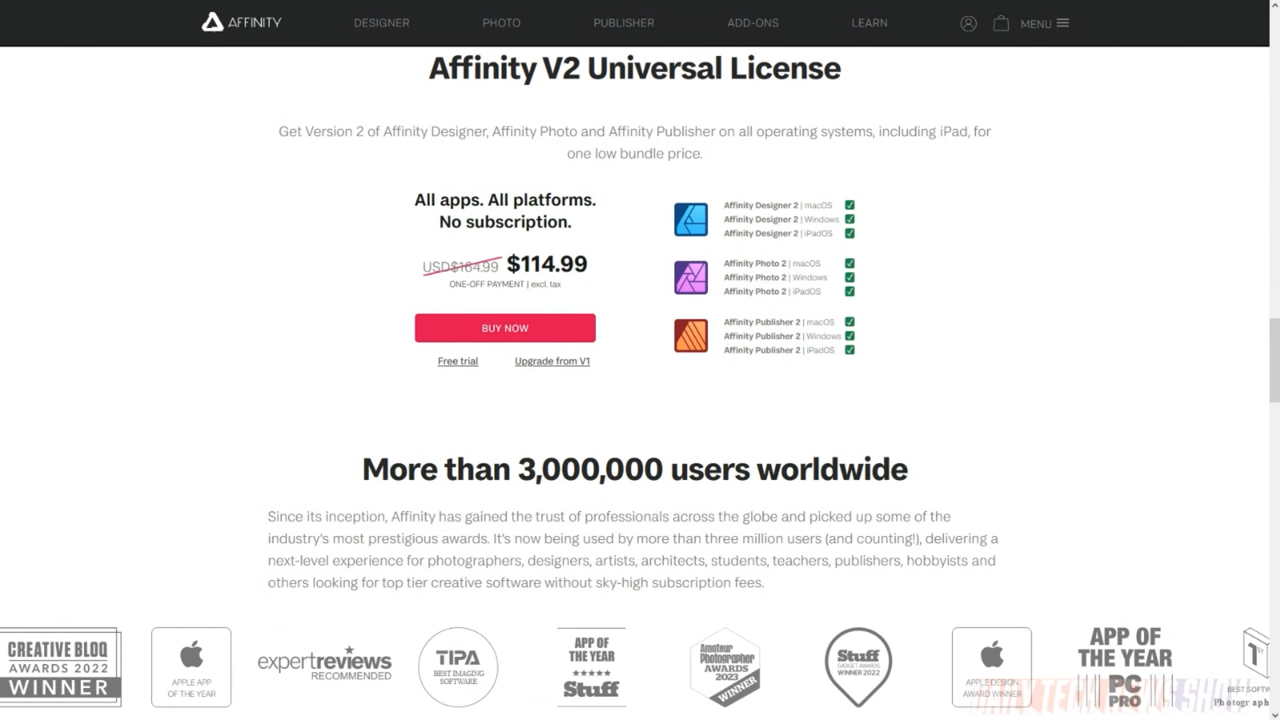 AFFINITY DESIGNER PHOTO PUBLISHER ADD-ONS LEARN MENU
Affinity V2 Universal License
Get Version 2 of Affinity Designer, Affinity Photo and Affinity Publisher on all operating systems, including iPad, for
one low bundle price.
All apps. All platforms.
No subscription.
USD$164.99 $114.99
ONE-OFF PAYMENT | excl. tax
BUY NOW
Free trial Upgrade from V1
Affinity Designer 2 | macOS
Affinity Designer 2 | Windows
Affinity Designer 2 | iPadOS
Affinity Photo 2 | macOS
Affinity Photo 2 | Windows
Affinity Photo 2 | iPadOS
Affinity Publisher 2 | macOS
Affinity Publisher 2 | Windows
Affinity Publisher 2 | iPadOS
More than 3,000,000 users worldwide
Since its inception, Affinity has gained the trust of professionals across the globe and picked up some of the
industry's most prestigious awards. It's now being used by more than three million users (and counting!), delivering a
next-level experience for photographers, designers, artists, architects, students, teachers, publishers, hobbyists and
others looking for top tier creative software without sky-high subscription fees.
CREATIVE BLOQ
AWARDS 2022
WINNER
APPLE APP
OF THE YEAR
expertreviews
RECOMMENDED
TIPA
BEST IMAGING
SOFTWARE
APP OF
THE YEAR
Stuff
Amateur
Photographer
AWARDS
2023
WINNER
Stuff
GADGET AWARDS
WINNER 2022
APPLE DESIGN
AWARD WINNER
APP OF
THE YEAR
PC
PRO
1st
BEST SOFTW
Photograph
DAILY TECH NEWS SHOW